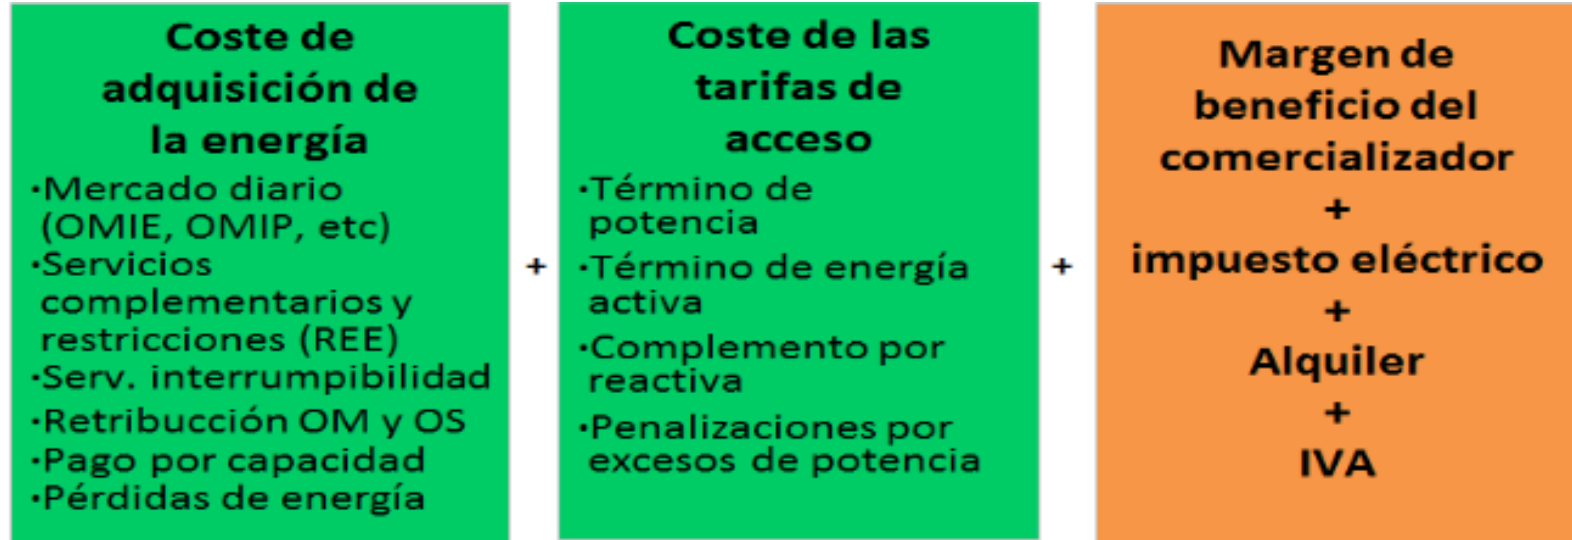 Coste de
adquisición de
la energía
·Mercado diario
(OMIE, OMIP, etc)
·Servicios
complementarios y
restricciones (REE)
·Serv. interrumpibilidad
·Retribucción OM y OS
·Pago por capacidad
·Pérdidas de energía
+
Coste de las
tarifas de
acceso
·Término de
potencia
·Término de energía
activa
·Complemento por
reactiva
·Penalizaciones por
excesos de potencia
+
Margen de
beneficio del
comercializador
+
impuesto eléctrico
+
Alquiler
+
IVA